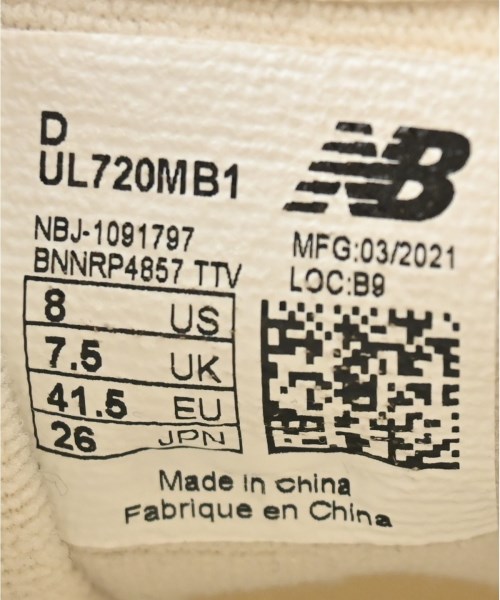 D
UL720MB1
NB
NBJ-1091797
BNNRP4857 TTV
MFG:03/2021
LOC:B9
8 US
7.5 UK
41.5 EU
26 JPN
Made in china
Fabrique en China